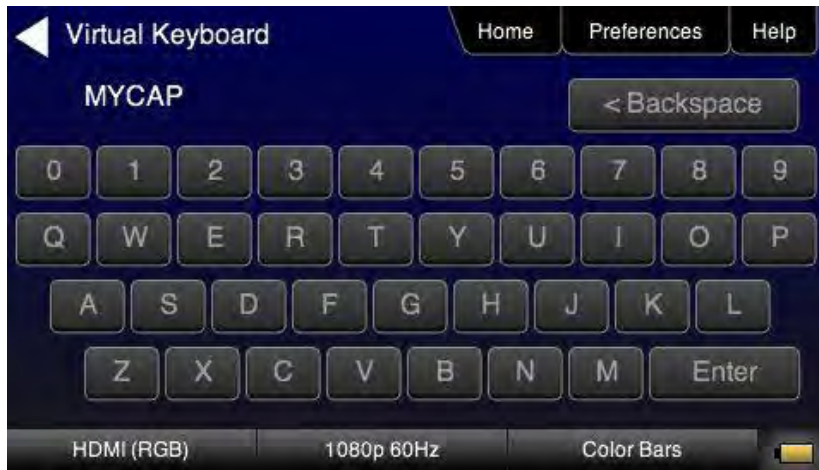 Virtual Keyboard Home Preferences Help
MYCAP < Backspace
0 1 2 3 4 5 6 7 8 9
Q W E R T Y U I O P
A S D F G H J K L
Z X C V B N M Enter
HDMI (RGB) 1080p 60Hz Color Bars